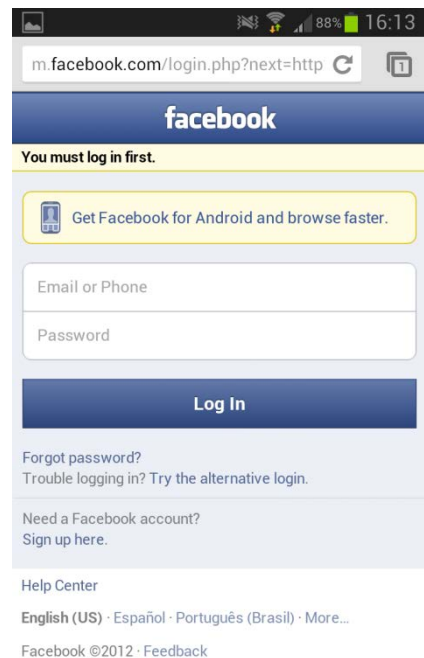 88% 16:13
m.facebook.com/login.php?next=http
1
facebook
You must log in first.
Get Facebook for Android and browse faster.
Email or Phone
Password
Log In
Forgot password?
Trouble logging in? Try the alternative login.
Need a Facebook account?
Sign up here.
Help Center
English (US) · Español · Português (Brasil) · More...
Facebook ©2012 · Feedback